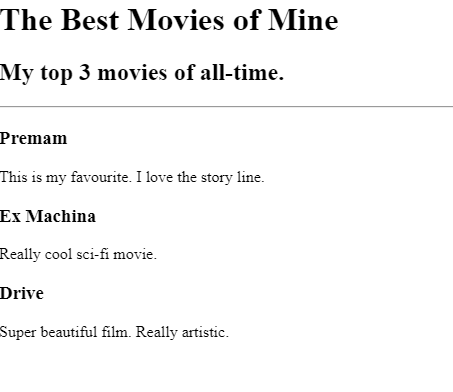 The Best Movies of Mine
My top 3 movies of all-time.
Premam
This is my favourite. I love the story line.
Ex Machina
Really cool sci-fi movie.
Drive
Super beautiful film. Really artistic.